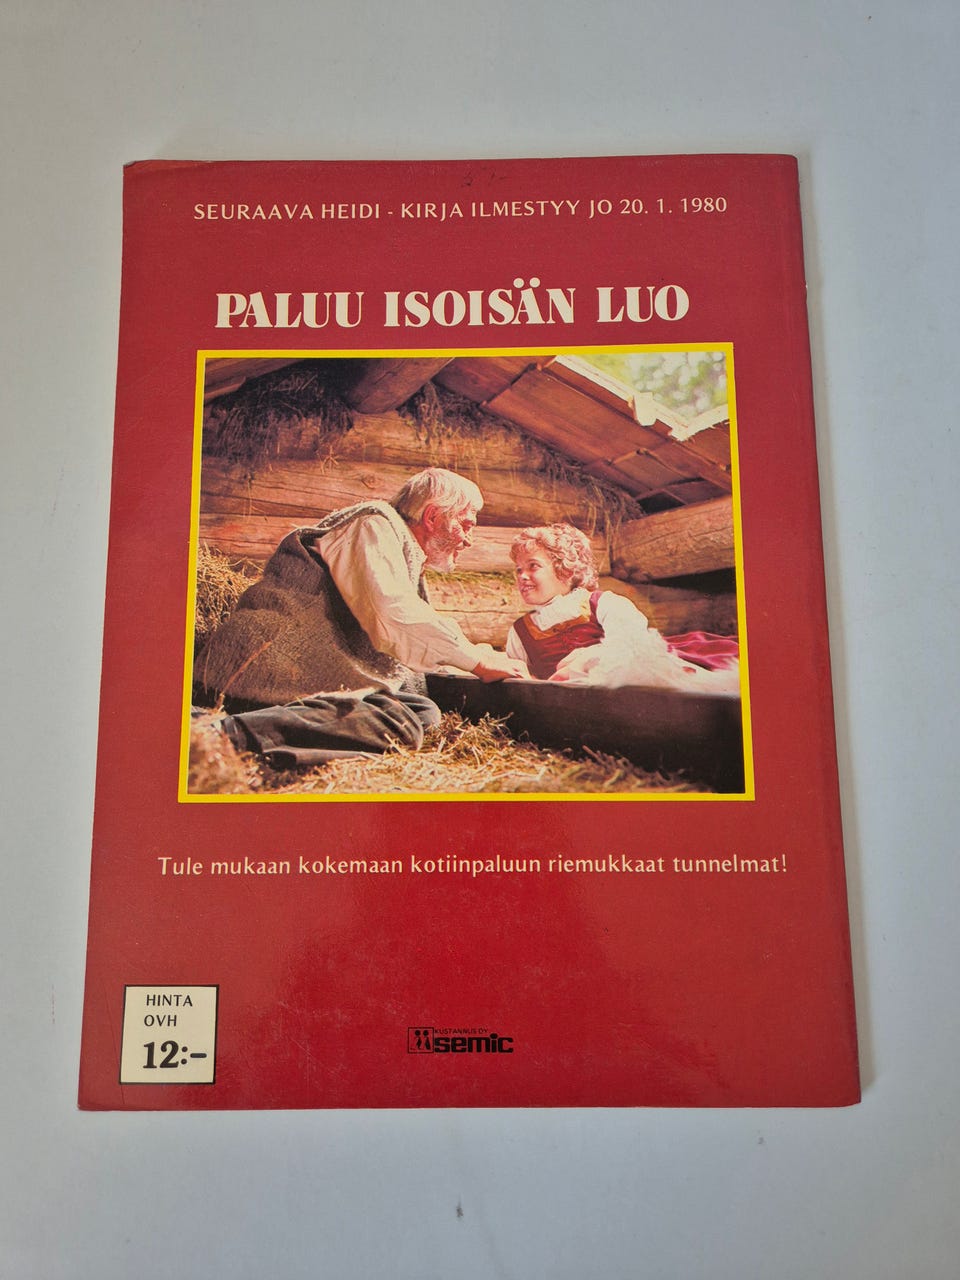 SEURAAVA HEIDI - KIRJA ILMESTYY JO 20. 1. 1980
PALUU ISOISÄN LUO
Tule mukaan kokemaan kotiinpaluun riemukkaat tunnelmat!
HINTA
OVH
12:-
KUSTANNUS OY:
semic